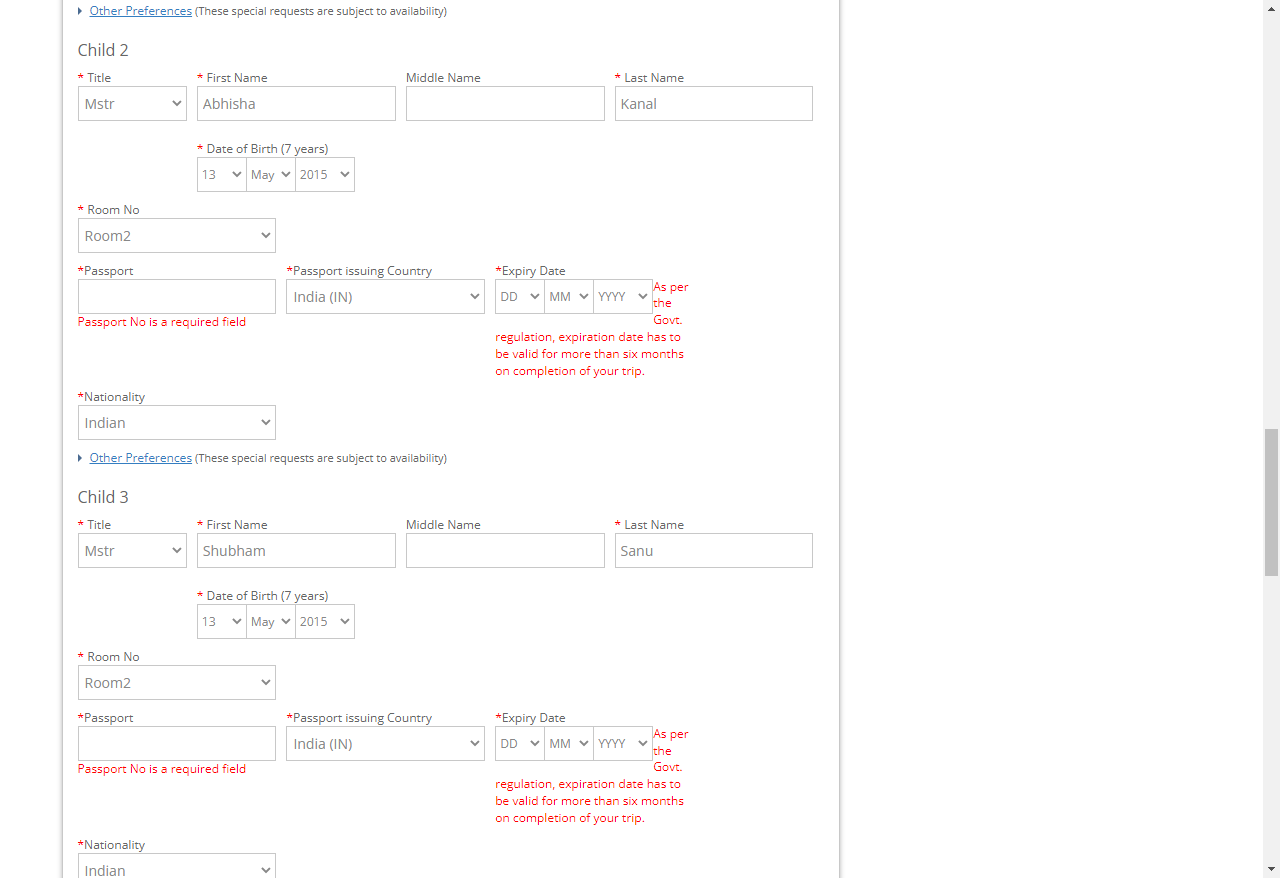 Other Preferences (These special requests are subject to availability)
Child 2
* Title * First Name Middle Name * Last Name
Mstr Abhisha Kanal
* Date of Birth (7 years)
13 May 2015
* Room No
Room2
*Passport *Passport issuing Country *Expiry Date
India (IN) DD MM YYYY As per
the
Passport No is a required field Govt.
regulation, expiration date has to
be valid for more than six months
on completion of your trip.
*Nationality
Indian
Other Preferences (These special requests are subject to availability)
Child 3
* Title * First Name Middle Name * Last Name
Mstr Shubham Sanu
* Date of Birth (7 years)
13 May 2015
* Room No
Room2
*Passport *Passport issuing Country *Expiry Date
India (IN) DD MM YYYY As per
the
Passport No is a required field Govt.
regulation, expiration date has to
be valid for more than six months
on completion of your trip.
*Nationality
Indian